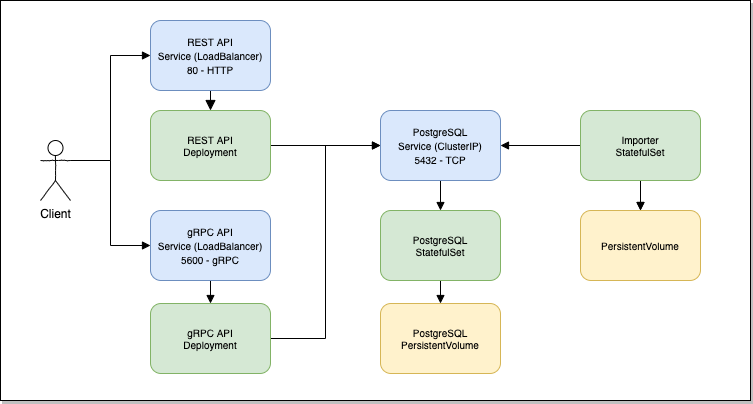 REST API
Service (LoadBalancer)
80 - HTTP
REST API
Deployment
PostgreSQL
Service (ClusterIP)
5432 - TCP
Importer
StatefulSet
Client
gRPC API
Service (LoadBalancer)
5600 - gRPC
PostgreSQL
StatefulSet
PersistentVolume
gRPC API
Deployment
PostgreSQL
PersistentVolume